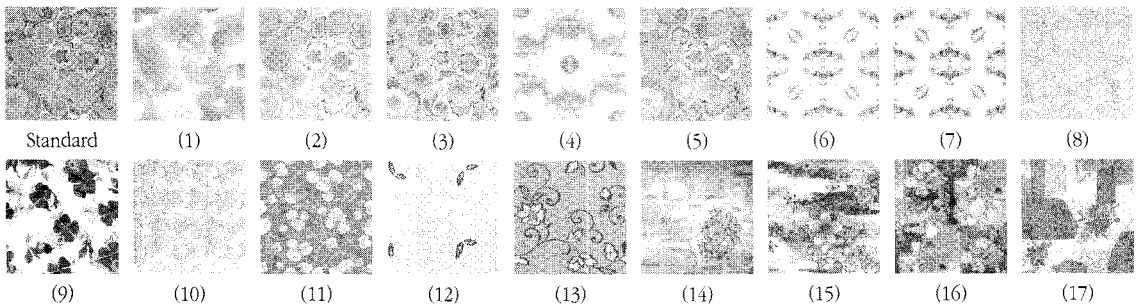 Standard (1) (2) (3) (4) (5) (6) (7) (8)
(9) (10) (11) (12) (13) (14) (15) (16) (17)